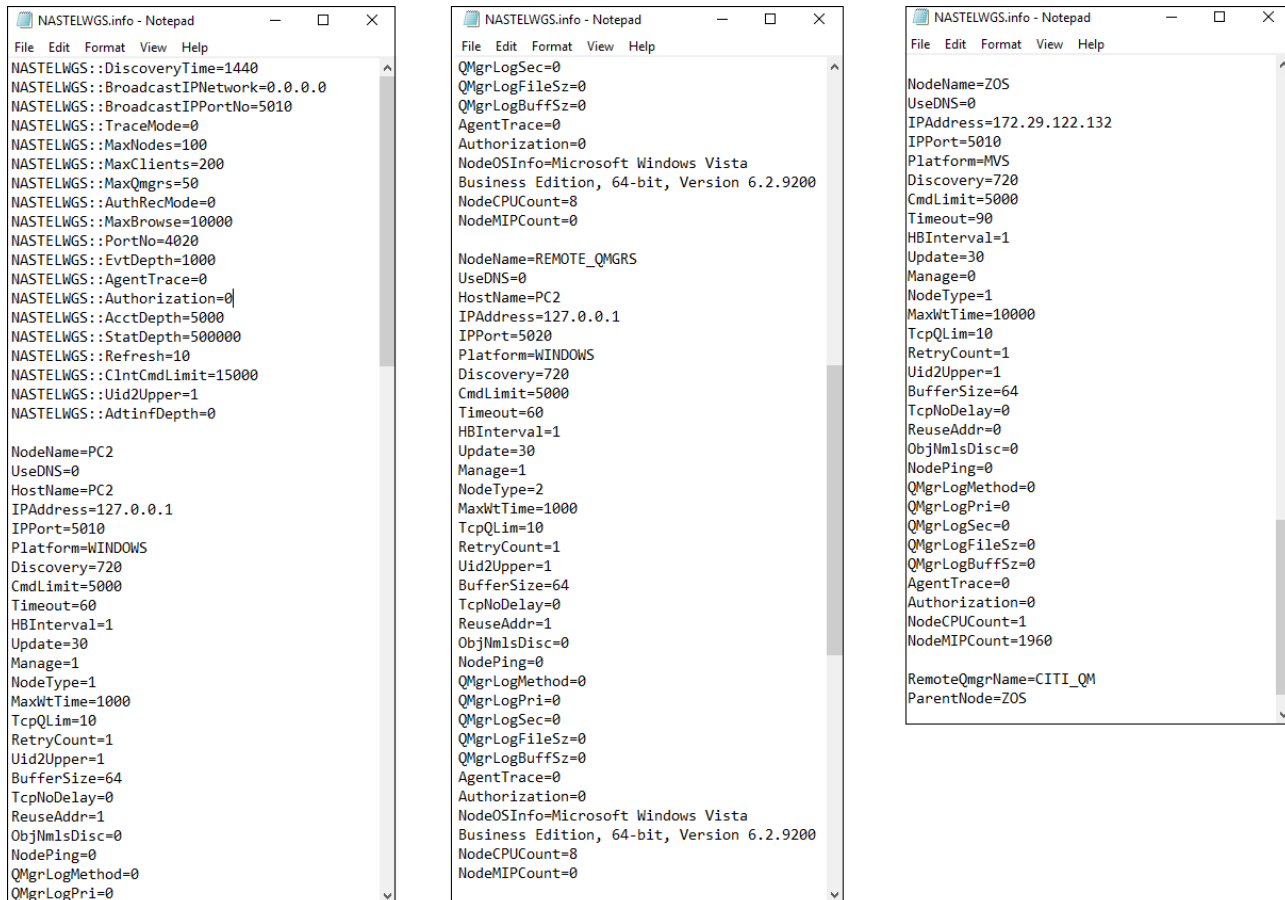 NASTELWGS.info - Notepad
File Edit Format View Help
NASTELWGS::DiscoveryTime=1440
NASTELWGS::BroadcastIPNetwork=0.0.0.0
NASTELWGS::BroadcastIPPortNo=5010
NASTELWGS::TraceMode=0
NASTELWGS::MaxNodes=100
NASTELWGS::MaxClients=200
NASTELWGS::MaxQmgrs=50
NASTELWGS::AuthRecMode=0
NASTELWGS::MaxBrowse=10000
NASTELWGS::PortNo=4020
NASTELWGS::EvtDepth=1000
NASTELWGS::AgentTrace=0
NASTELWGS::Authorization=0
NASTELWGS::AcctDepth=5000
NASTELWGS::StatDepth=500000
NASTELWGS::Refresh=10
NASTELWGS::ClntCmdLimit=15000
NASTELWGS::Uid2Upper=1
NASTELWGS::AdtinfDepth=0
NodeName=PC2
UseDNS=0
HostName=PC2
IPAddress=127.0.0.1
IPPort=5010
Platform=WINDOWS
Discovery=720
CmdLimit=5000
Timeout=60
HBInterval=1
Update=30
Manage=1
NodeType=1
MaxWtTime=1000
TcpQLim=10
RetryCount=1
Uid2Upper=1
BufferSize=64
TcpNoDelay=0
ReuseAddr=1
ObjNmlsDisc=0
NodePing=0
QMgrLogMethod=0
QMgrLogPri=0
NASTELWGS.info - Notepad
File Edit Format View Help
QMgrLogSec=0
QMgrLogFileSz=0
QMgrLogBuffSz=0
AgentTrace=0
Authorization=0
NodeOSInfo=Microsoft Windows Vista
Business Edition, 64-bit, Version 6.2.9200
NodeCPUCount=8
NodeMIPCount=0
NodeName=REMOTE_QMGRS
UseDNS=0
HostName=PC2
IPAddress=127.0.0.1
IPPort=5020
Platform=WINDOWS
Discovery=720
CmdLimit=5000
Timeout=60
HBInterval=1
Update=30
Manage=1
NodeType=2
MaxWtTime=1000
TcpQLim=10
RetryCount=1
Uid2Upper=1
BufferSize=64
TcpNoDelay=0
ReuseAddr=1
ObjNmlsDisc=0
NodePing=0
QMgrLogMethod=0
QMgrLogPri=0
QMgrLogSec=0
QMgrLogFileSz=0
QMgrLogBuffSz=0
AgentTrace=0
Authorization=0
NodeOSInfo=Microsoft Windows Vista
Business Edition, 64-bit, Version 6.2.9200
NodeCPUCount=8
NodeMIPCount=0
NASTELWGS.info - Notepad
File Edit Format View Help
NodeName=ZOS
UseDNS=0
IPAddress=172.29.122.132
IPPort=5010
Platform=MVS
Discovery=720
CmdLimit=5000
Timeout=90
HBInterval=1
Update=30
Manage=0
NodeType=1
MaxWtTime=10000
TcpQLim=10
RetryCount=1
Uid2Upper=1
BufferSize=64
TcpNoDelay=0
ReuseAddr=0
ObjNmlsDisc=0
NodePing=0
QMgrLogMethod=0
QMgrLogPri=0
QMgrLogSec=0
QMgrLogFileSz=0
QMgrLogBuffSz=0
AgentTrace=0
Authorization=0
NodeCPUCount=1
NodeMIPCount=1960
RemoteQmgrName=CITI_QM
ParentNode=ZOS